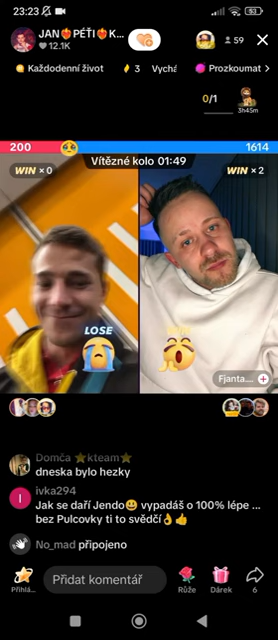 23:23
53
JAN❤️‍🔥PÉŤI❤️‍🔥K...
12.1K
59
Každodenní život
3 Vychá
Prozkoumat >
0/1
3h45m
200
1614
Vítězné kolo 01:49
WIN ×0
WIN ×2
LOSE
Fjanta....
Domča ⭐kteam⭐
dneska bylo hezky
I
ivka294
Jak se daří Jendo😃 vypadáš o 100% lépe ...
bez Pulcovky ti to svědčí👌👍
No_mad připojeno
Přihlá...
Přidat komentář
Růže
Dárek
6